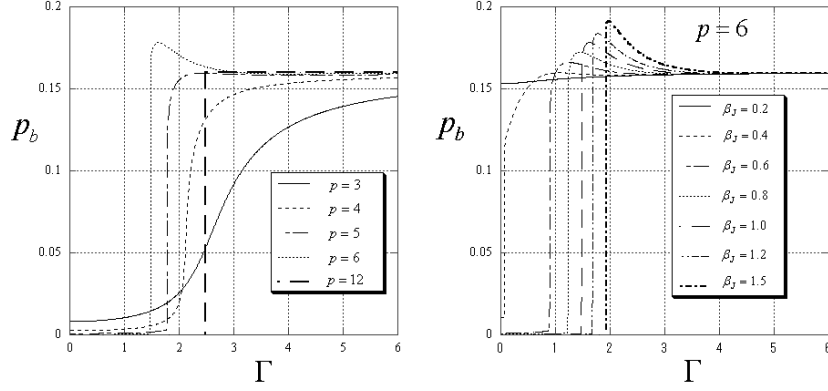 0.2
0.15
p_b
0.1
0.05
0
0 1 2 3 4 5 6
Γ
p = 3
p = 4
p = 5
p = 6
p = 12
0.2
p = 6
0.15
p_b
0.1
0.05
0
0 1 2 3 4 5 6
Γ
β_J = 0.2
β_J = 0.4
β_J = 0.6
β_J = 0.8
β_J = 1.0
β_J = 1.2
β_J = 1.5